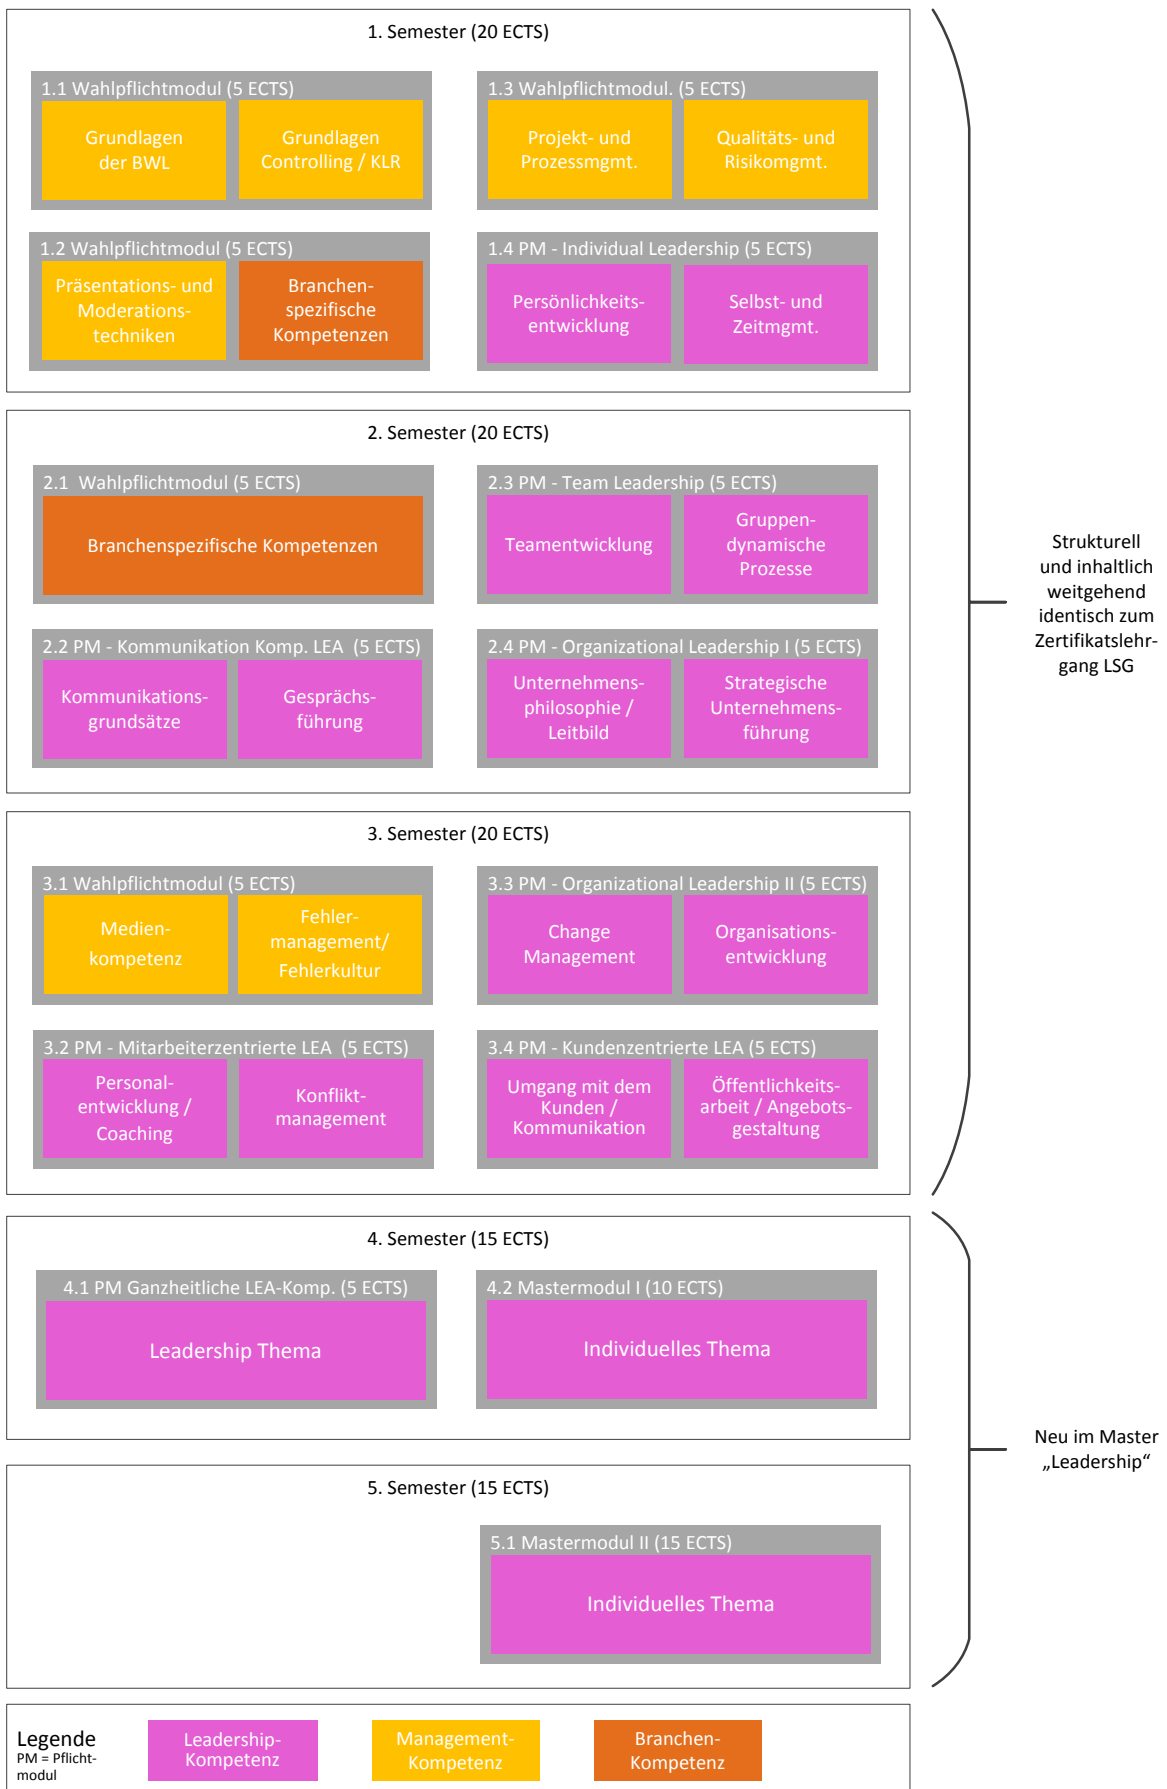 1. Semester (20 ECTS)
1.1 Wahlpflichtmodul (5 ECTS)
Grundlagen
der BWL
Grundlagen
Controlling / KLR
1.3 Wahlpflichtmodul. (5 ECTS)
Projekt- und
Prozessmgmt.
Qualitäts- und
Risikomgmt.
1.2 Wahlpflichtmodul (5 ECTS)
Präsentations- und
Moderations-
techniken
Branchen-
spezifische
Kompetenzen
1.4 PM - Individual Leadership (5 ECTS)
Persönlichkeits-
entwicklung
Selbst- und
Zeitmgmt.
2. Semester (20 ECTS)
2.1 Wahlpflichtmodul (5 ECTS)
Branchenspezifische Kompetenzen
2.3 PM - Team Leadership (5 ECTS)
Teamentwicklung
Gruppen-
dynamische
Prozesse
2.2 PM - Kommunikation Komp. LEA (5 ECTS)
Kommunikations-
grundsätze
Gesprächs-
führung
2.4 PM - Organizational Leadership I (5 ECTS)
Unternehmens-
philosophie /
Leitbild
Strategische
Unternehmens-
führung
3. Semester (20 ECTS)
3.1 Wahlpflichtmodul (5 ECTS)
Medien-
kompetenz
Fehler-
management/
Fehlerkultur
3.3 PM - Organizational Leadership II (5 ECTS)
Change
Management
Organisations-
entwicklung
3.2 PM - Mitarbeiterzentrierte LEA (5 ECTS)
Personal-
entwicklung /
Coaching
Konflikt-
management
3.4 PM - Kundenzentrierte LEA (5 ECTS)
Umgang mit dem
Kunden /
Kommunikation
Öffentlichkeits-
arbeit / Angebots-
gestaltung
Strukturell
und inhaltlich
weitgehend
identisch zum
Zertifikatslehr-
gang LSG
4. Semester (15 ECTS)
4.1 PM Ganzheitliche LEA-Komp. (5 ECTS)
Leadership Thema
4.2 Mastermodul I (10 ECTS)
Individuelles Thema
5. Semester (15 ECTS)
5.1 Mastermodul II (15 ECTS)
Individuelles Thema
Neu im Master
„Leadership“
Legende
PM = Pflicht-
modul
Leadership-
Kompetenz
Management-
Kompetenz
Branchen-
Kompetenz